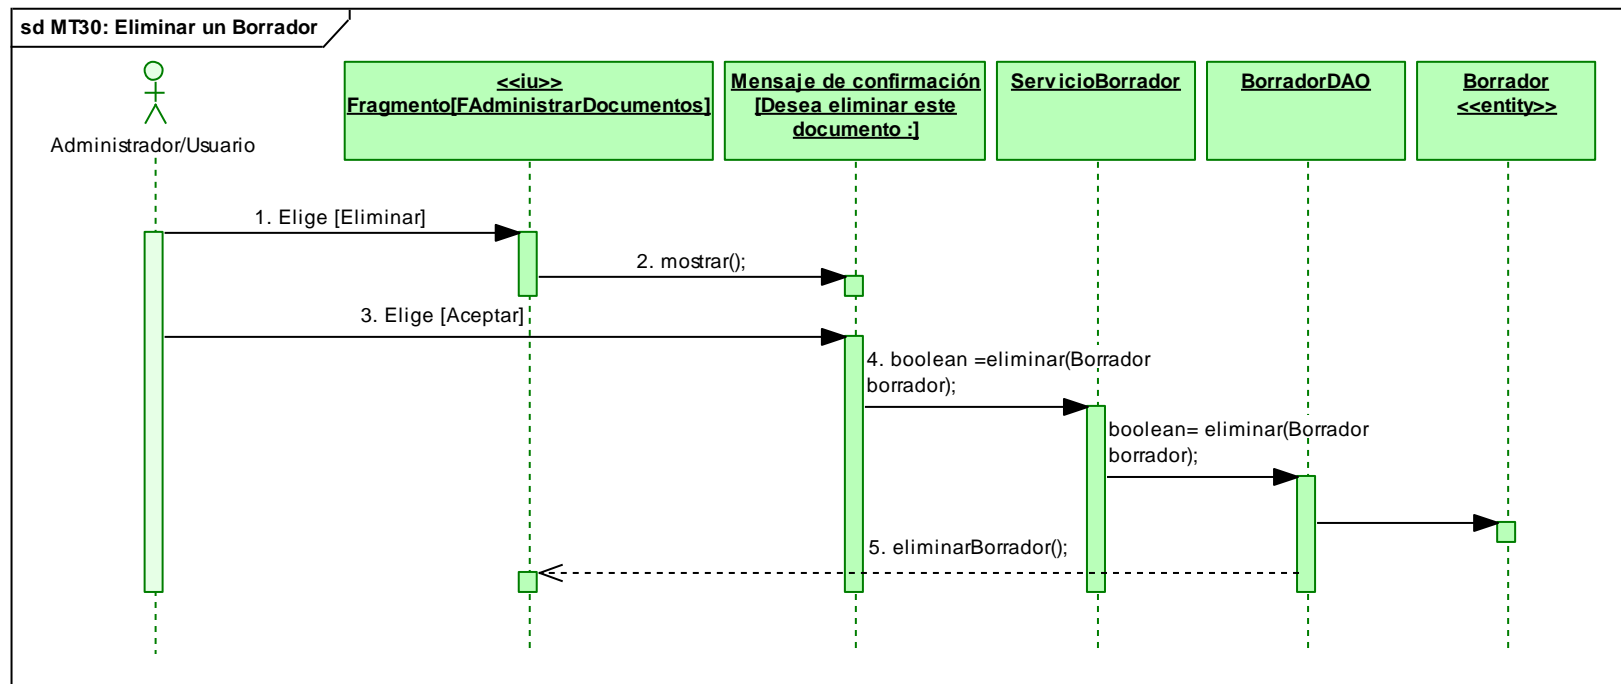 sd MT30: Eliminar un Borrador
Administrador/Usuario
<<iu>>
Fragmento[FAdministrarDocumentos]
Mensaje de confirmación
[Desea eliminar este
documento :]
ServicioBorrador
BorradorDAO
Borrador
<<entity>>
1. Elige [Eliminar]
2. mostrar();
3. Elige [Aceptar]
4. boolean =eliminar(Borrador
borrador);
boolean= eliminar(Borrador
borrador);
5. eliminarBorrador();